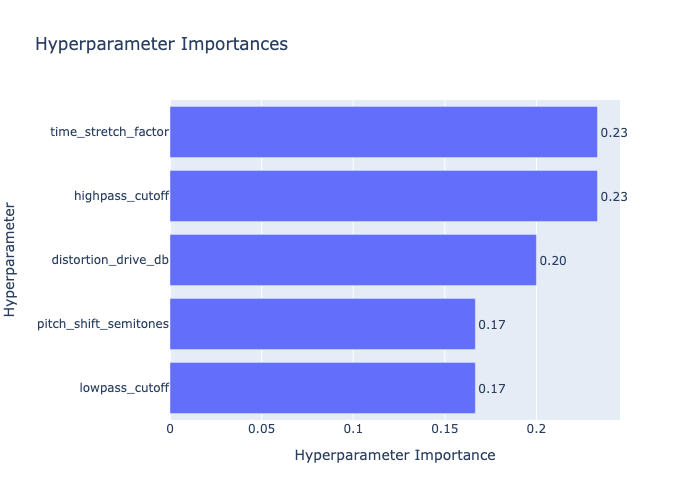 Hyperparameter Importances
Hyperparameter
time_stretch_factor 0.23
highpass_cutoff 0.23
distortion_drive_db 0.20
pitch_shift_semitones 0.17
lowpass_cutoff 0.17
0 0.05 0.1 0.15 0.2
Hyperparameter Importance